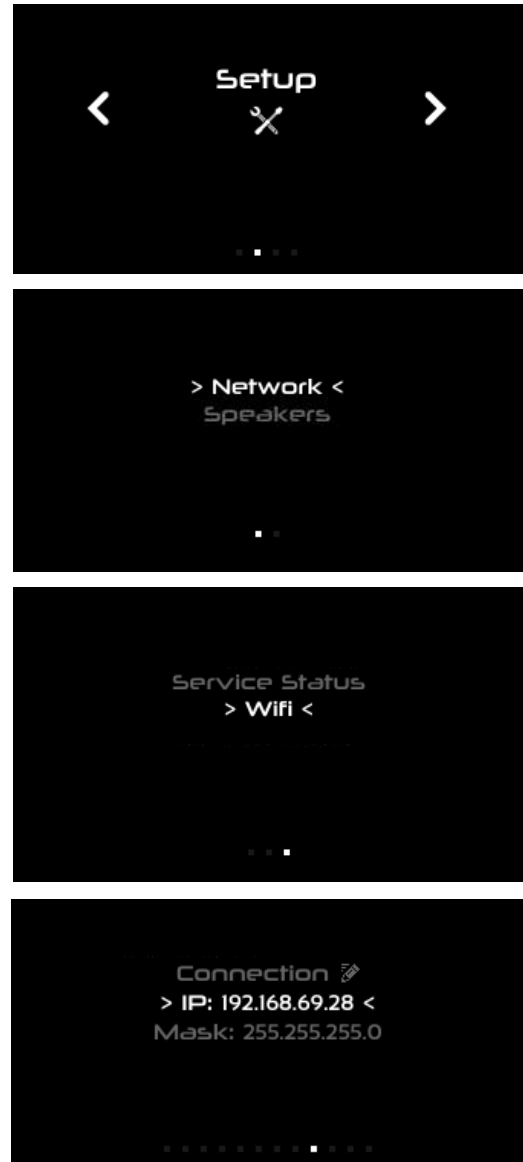 Setup
> Network <
Speakers
Service Status
> Wifi <
Connection
> IP: 192.168.69.28 <
Mask: 255.255.255.0